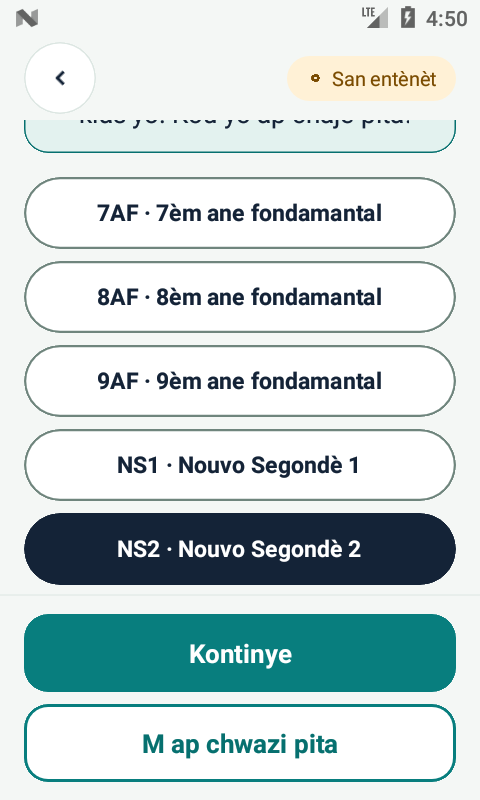 LTE 4:50
San entènèt
7AF · 7èm ane fondamantal
8AF · 8èm ane fondamantal
9AF · 9èm ane fondamantal
NS1 · Nouvo Segondè 1
NS2 · Nouvo Segondè 2
Kontinye
M ap chwazi pita